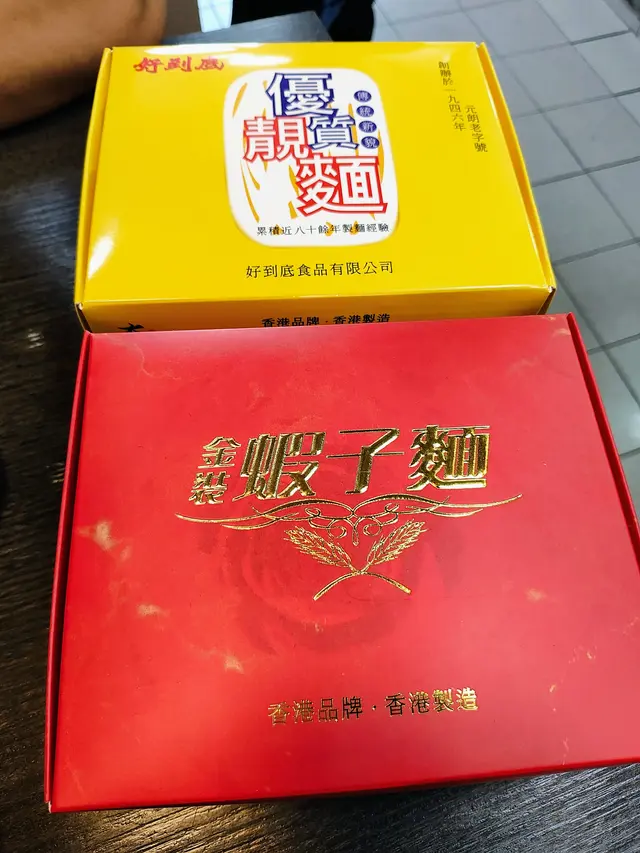 好到底
優質
靚麵
傳統新貌
累積近八十餘年製麵經驗
好到底食品有限公司
元朗老字號
創辦於一九四六年
香港品牌·香港製造
金裝
蝦子麵
香港品牌·香港製造